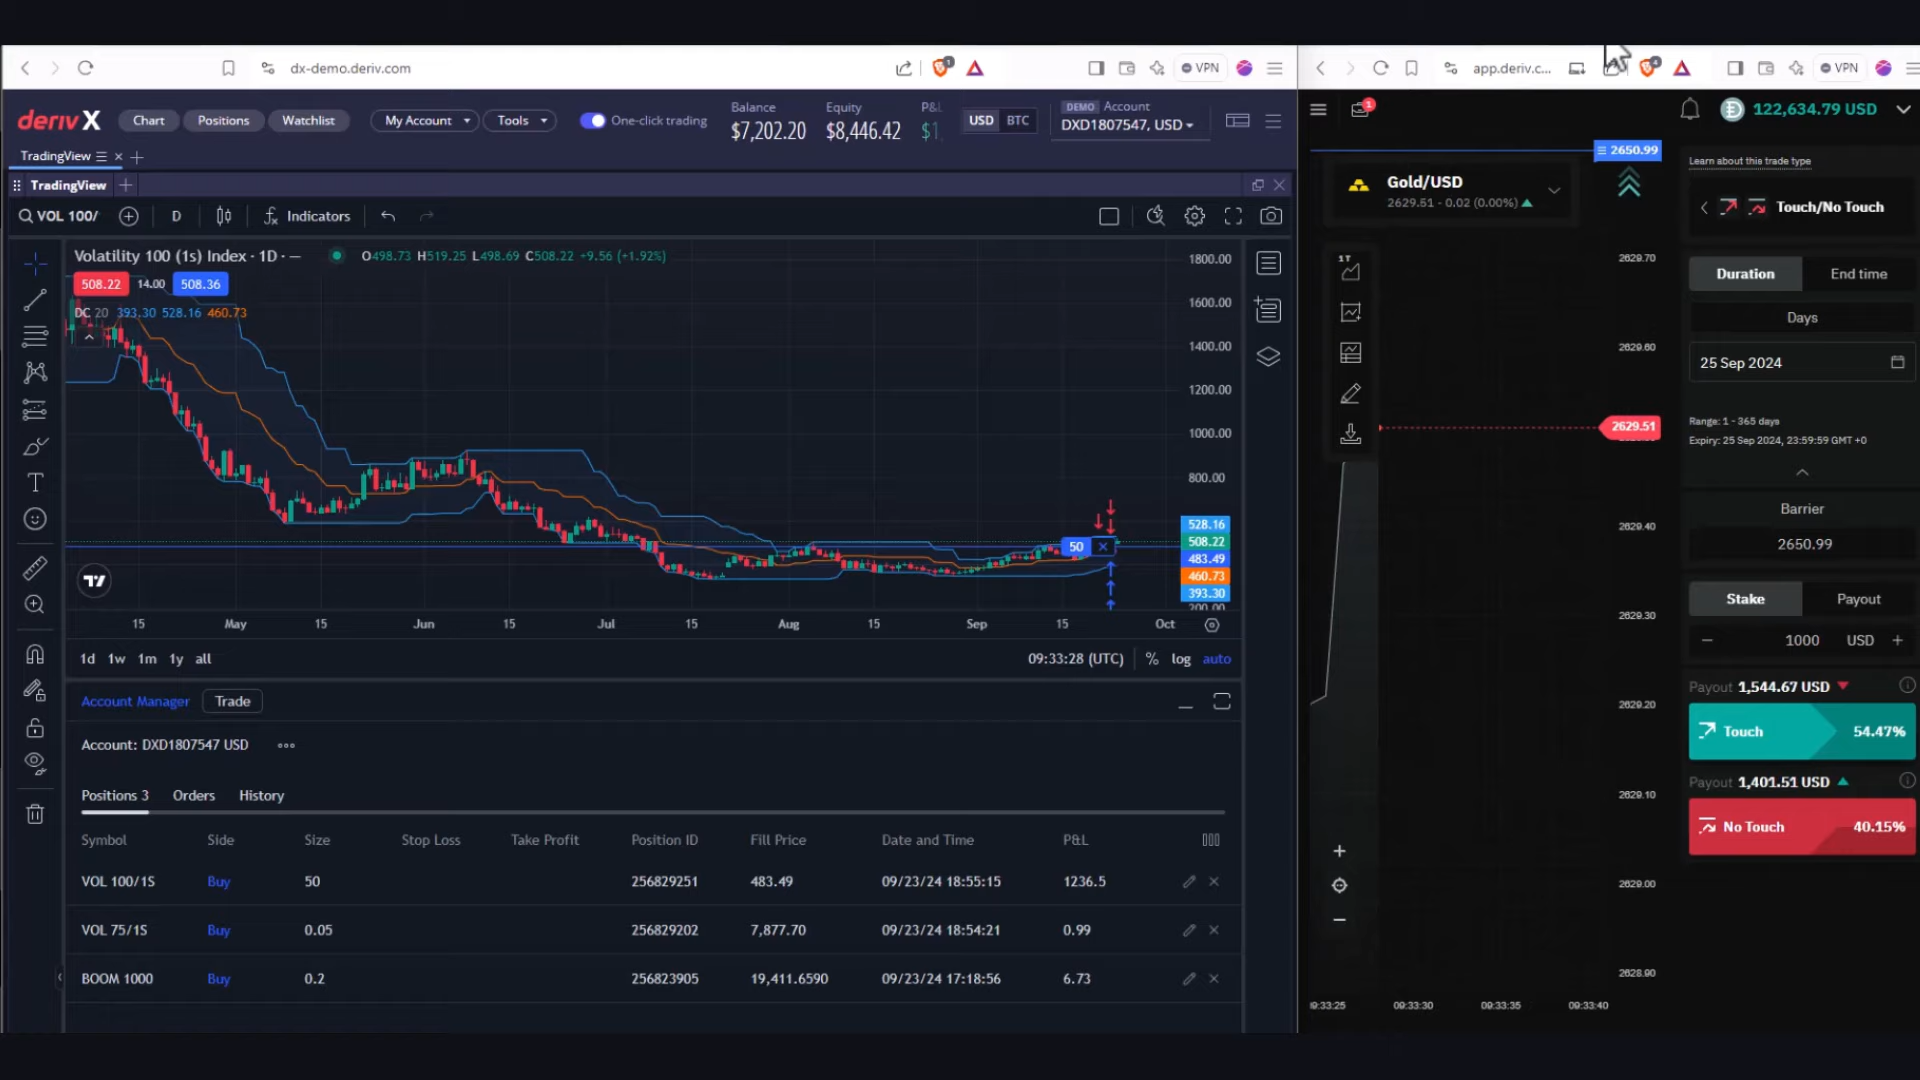 dx-demo.deriv.com
1
VPN
deriv X
Chart
Positions
Watchlist
My Account
Tools
One-click trading
Balance
$7,202.20
Equity
$8,446.42
P&L
USD
BTC
DEMO Account
DXD1807547, USD
TradingView
TradingView
VOL 100/
D
Indicators
Volatility 100 (1s) Index · 1D · —
O498.73 H519.25 L498.69 C508.22 +9.56 (+1.92%)
508.22 14.00 508.36
DC 20 393.30 528.16 460.73
1800.00
1600.00
1400.00
1200.00
1000.00
800.00
528.16
508.22
483.49
460.73
393.30
200.00
50
15 May 15 Jun 15 Jul 15 Aug 15 Sep 15 Oct
1d 1w 1m 1y all
09:33:28 (UTC)
% log auto
Account Manager
Trade
Account: DXD1807547 USD
Positions 3
Orders
History
Symbol Side Size Stop Loss Take Profit Position ID Fill Price Date and Time P&L
VOL 100/1S Buy 50 256829251 483.49 09/23/24 18:55:15 1236.5
VOL 75/1S Buy 0.05 256829202 7,877.70 09/23/24 18:54:21 0.99
BOOM 1000 Buy 0.2 256823905 19,411.6590 09/23/24 17:18:56 6.73
app.deriv.c...
4
VPN
1
122,634.79 USD
2650.99
Gold/USD
2629.51 - 0.02 (0.00%)
1T
2629.70
2629.60
2629.51
2629.40
2629.30
2629.20
2629.10
2629.00
2628.90
09:33:30 09:33:35 09:33:40
Learn about this trade type
Touch/No Touch
Duration
End time
Days
25 Sep 2024
Range: 1 - 365 days
Expiry: 25 Sep 2024, 23:59:59 GMT +0
Barrier
2650.99
Stake
Payout
1000 USD
Payout 1,544.67 USD
Touch 54.47%
Payout 1,401.51 USD
No Touch 40.15%